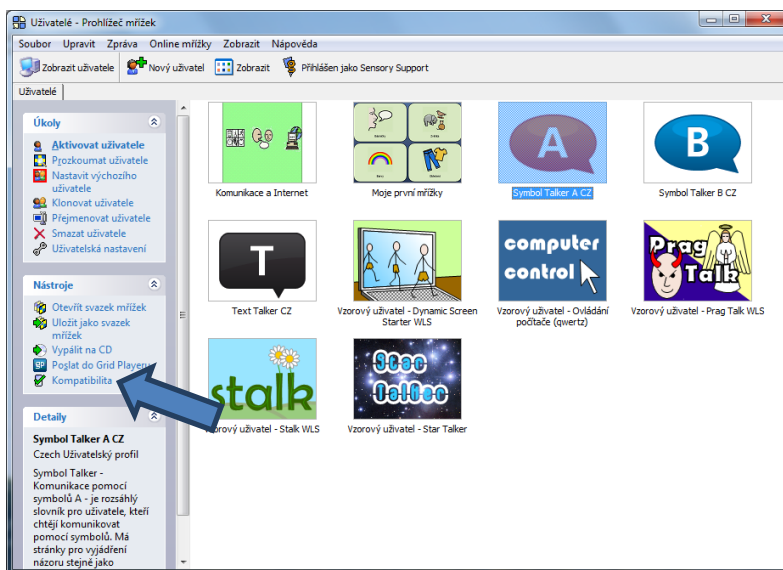 Uživatelé - Prohlížeč mřížek
Soubor Upravit Zpráva Online mřížky Zobrazit Nápověda
Zobrazit uživatele Nový uživatel Zobrazit Přihlášen jako Sensory Support
Uživatelé
Úkoly
Aktivovat uživatele
Prozkoumat uživatele
Nastavit výchozího
uživatele
Klonovat uživatele
Přejmenovat uživatele
Smazat uživatele
Uživatelská nastavení
Nástroje
Otevřít svazek mřížek
Uložit jako svazek
mřížek
Vypálit na CD
Poslat do Grid Playeru
Kompatibilita
Detaily
Symbol Talker A CZ
Czech Uživatelský profil
Symbol Talker -
Komunikace pomocí
symbolů A - je rozsáhlý
slovník pro uživatele, kteří
chtějí komunikovat
pomocí symbolů. Má
stránky pro vyjádření
názoru stejné jako
Komunikace a Internet
Moje první mřížky
A
Symbol Talker A CZ
B
Symbol Talker B CZ
T
Text Talker CZ
Vzorový uživatel - Dynamic Screen
Starter WLS
computer
control
Vzorový uživatel - Ovládání
počítače (qwertz)
Prag
Talk
Vzorový uživatel - Prag Talk WLS
stalk
uživatel - Stalk WLS
Star
Talker
Vzorový uživatel - Star Talker